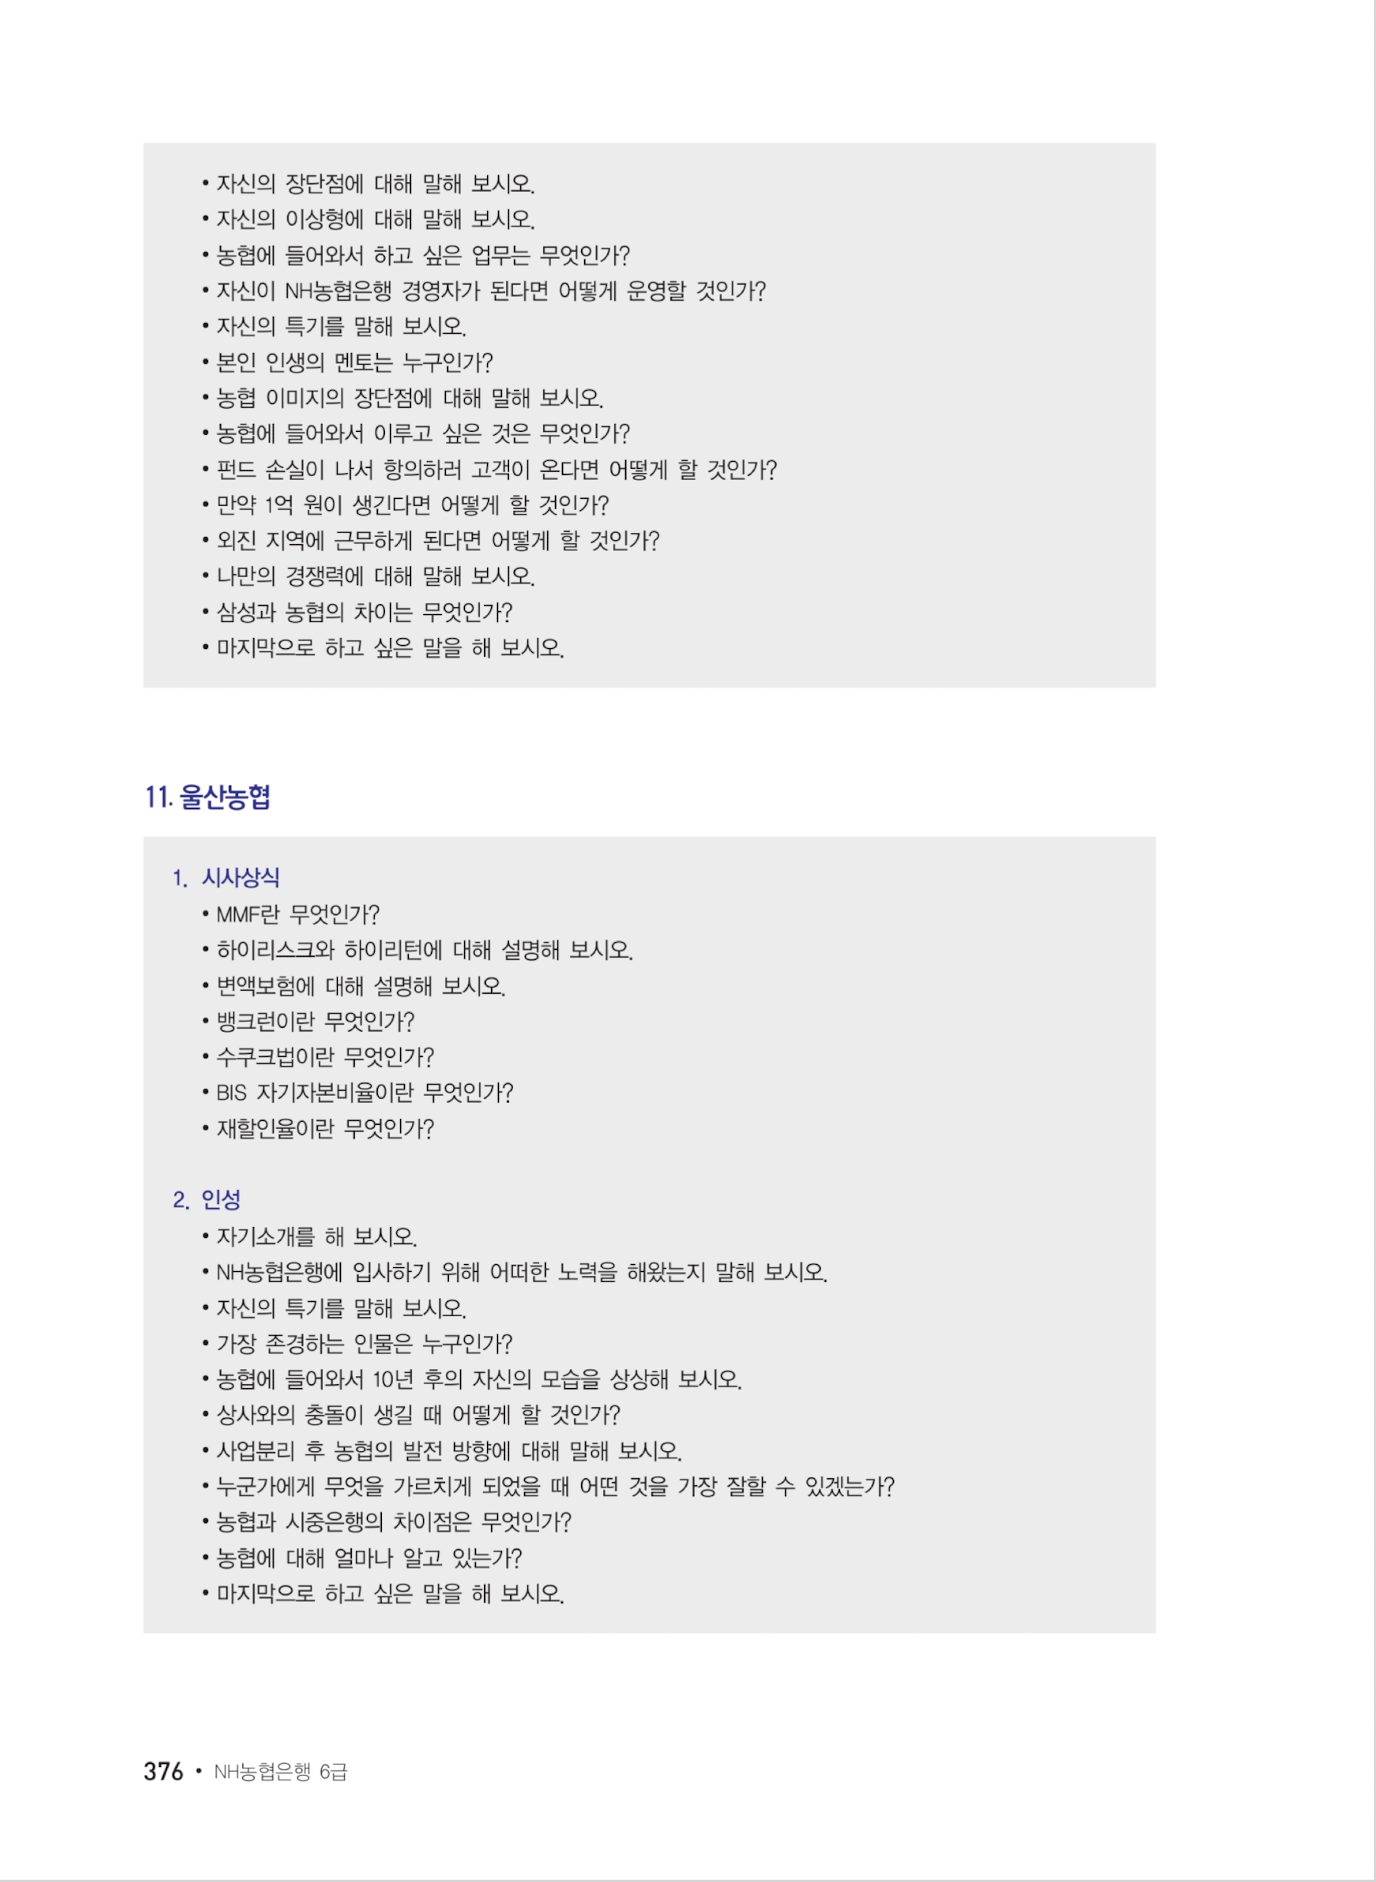 • 자신의 장단점에 대해 말해 보시오.
• 자신의 이상형에 대해 말해 보시오.
• 농협에 들어와서 하고 싶은 업무는 무엇인가?
• 자신이 NH농협은행 경영자가 된다면 어떻게 운영할 것인가?
• 자신의 특기를 말해 보시오.
• 본인 인생의 멘토는 누구인가?
• 농협 이미지의 장단점에 대해 말해 보시오.
• 농협에 들어와서 이루고 싶은 것은 무엇인가?
• 펀드 손실이 나서 항의하러 고객이 온다면 어떻게 할 것인가?
• 만약 1억 원이 생긴다면 어떻게 할 것인가?
• 외진 지역에 근무하게 된다면 어떻게 할 것인가?
• 나만의 경쟁력에 대해 말해 보시오.
• 삼성과 농협의 차이는 무엇인가?
• 마지막으로 하고 싶은 말을 해 보시오.
11. 울산농협
1. 시사상식
• MMF란 무엇인가?
• 하이리스크와 하이리턴에 대해 설명해 보시오.
• 변액보험에 대해 설명해 보시오.
• 뱅크런이란 무엇인가?
• 수쿠크법이란 무엇인가?
• BIS 자기자본비율이란 무엇인가?
• 재할인율이란 무엇인가?
2. 인성
• 자기소개를 해 보시오.
• NH농협은행에 입사하기 위해 어떠한 노력을 해왔는지 말해 보시오.
• 자신의 특기를 말해 보시오.
• 가장 존경하는 인물은 누구인가?
• 농협에 들어와서 10년 후의 자신의 모습을 상상해 보시오.
• 상사와의 충돌이 생길 때 어떻게 할 것인가?
• 사업분리 후 농협의 발전 방향에 대해 말해 보시오.
• 누군가에게 무엇을 가르치게 되었을 때 어떤 것을 가장 잘할 수 있겠는가?
• 농협과 시중은행의 차이점은 무엇인가?
• 농협에 대해 얼마나 알고 있는가?
• 마지막으로 하고 싶은 말을 해 보시오.
376 • NH농협은행 6급